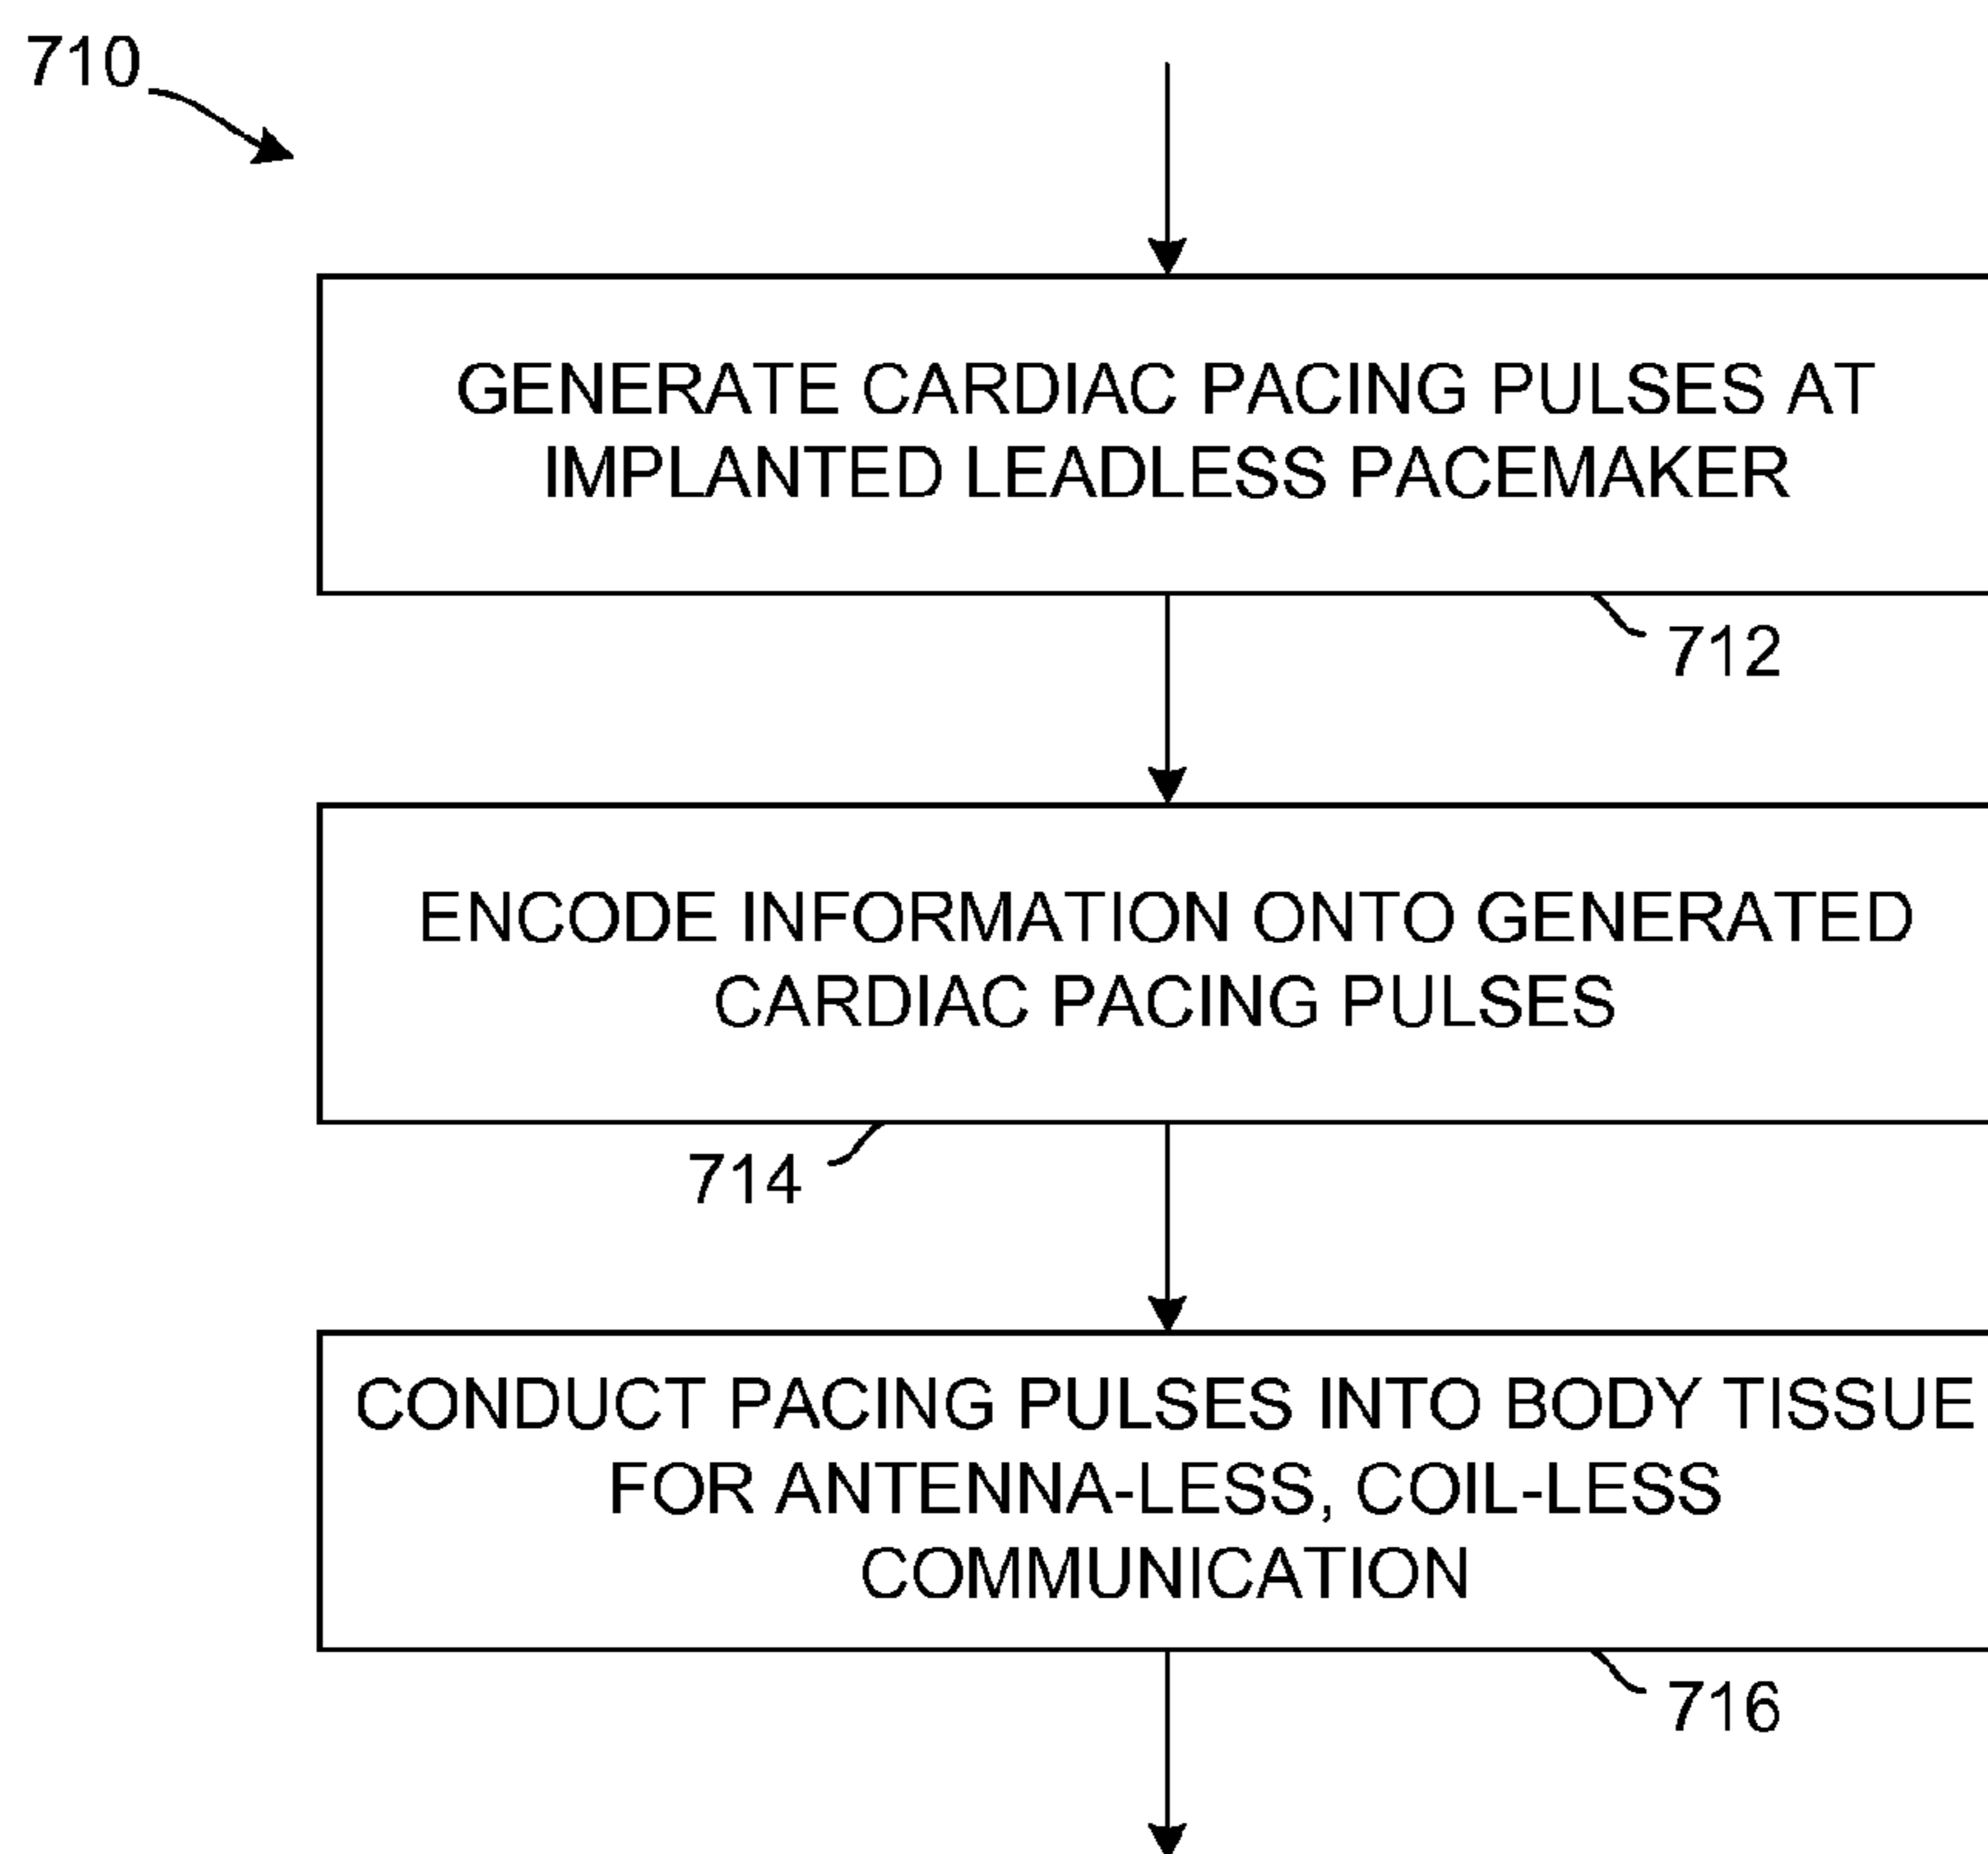 710
GENERATE CARDIAC PACING PULSES AT
IMPLANTED LEADLESS PACEMAKER
712
ENCODE INFORMATION ONTO GENERATED
CARDIAC PACING PULSES
714
CONDUCT PACING PULSES INTO BODY TISSUE
FOR ANTENNA-LESS, COIL-LESS
COMMUNICATION
716